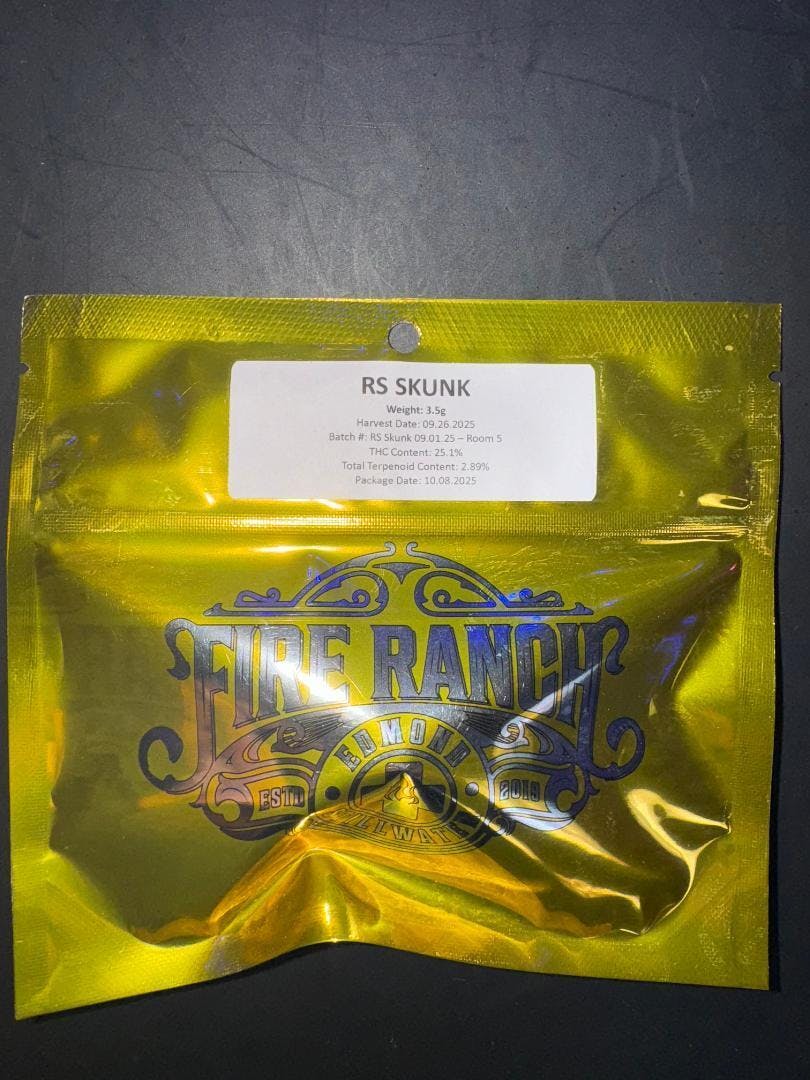 RS SKUNK
Weight: 3.5g
Harvest Date: 09.26.2025
Batch #: RS Skunk 09.01.25 – Room 5
THC Content: 25.1%
Total Terpenoid Content: 2.89%
Package Date: 10.08.2025
FIRE RANCH
EDMOND
ESTD
2019